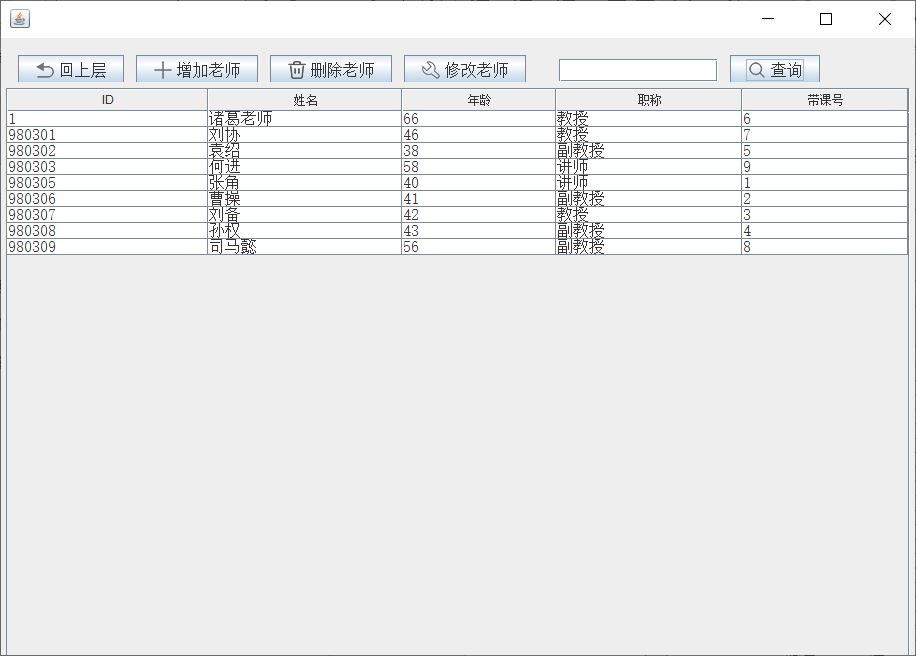 回上层 增加老师 删除老师 修改老师 查询
ID 姓名 年龄 职称 带课号
1 诸葛老师 66 教授 6
980301 刘协 46 教授 7
980302 袁绍 38 副教授 5
980303 何进 58 讲师 9
980305 张角 40 讲师 1
980306 曹操 41 副教授 2
980307 刘备 42 教授 3
980308 孙权 43 副教授 4
980309 司马懿 56 副教授 8